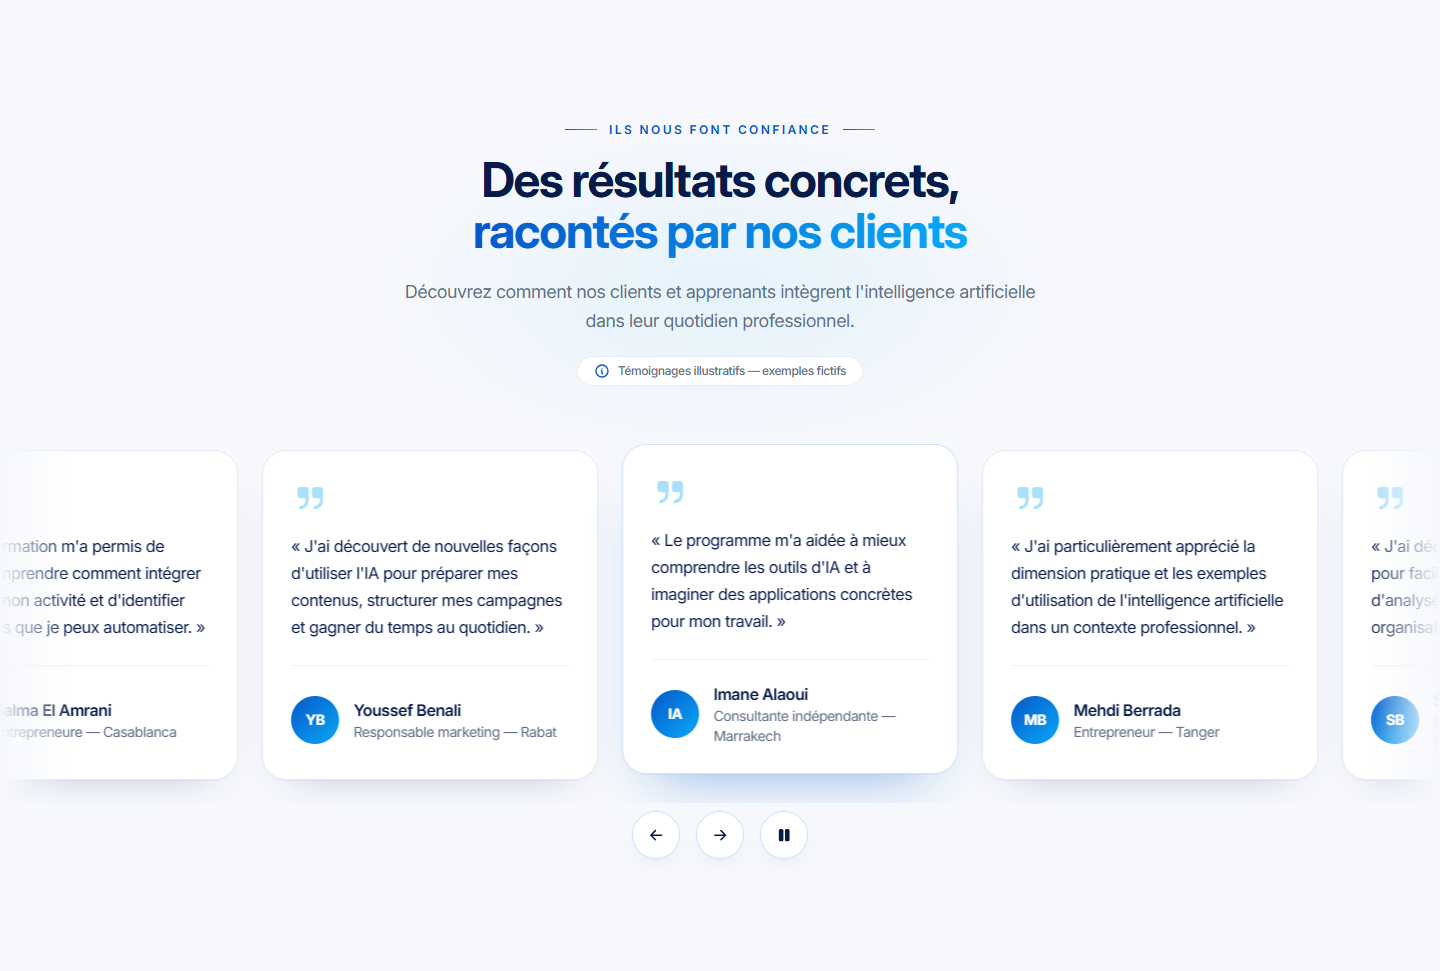 ILS NOUS FONT CONFIANCE
Des résultats concrets,
racontés par nos clients
Découvrez comment nos clients et apprenants intègrent l'intelligence artificielle
dans leur quotidien professionnel.
Témoignages illustratifs — exemples fictifs
m'a permis de
comment intégrer
activité et d'identifier
que je peux automatiser. »
El Amrani
— Casablanca
« J'ai découvert de nouvelles façons
d'utiliser l'IA pour préparer mes
contenus, structurer mes campagnes
et gagner du temps au quotidien. »
YB
Youssef Benali
Responsable marketing — Rabat
« Le programme m'a aidée à mieux
comprendre les outils d'IA et à
imaginer des applications concrètes
pour mon travail. »
IA
Imane Alaoui
Consultante indépendante —
Marrakech
« J'ai particulièrement apprécié la
dimension pratique et les exemples
d'utilisation de l'intelligence artificielle
dans un contexte professionnel. »
MB
Mehdi Berrada
Entrepreneur — Tanger
« J'ai
pour
SB